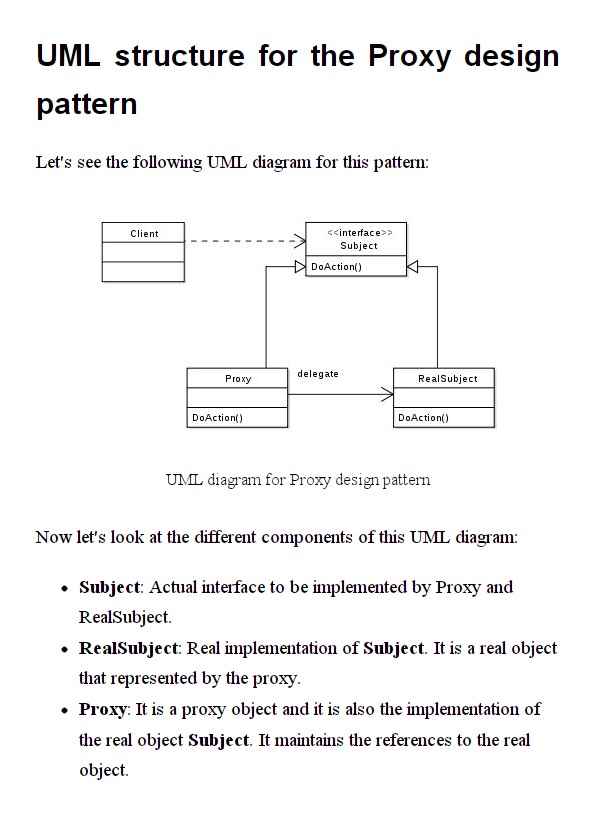 UML structure for the Proxy design
pattern
Let's see the following UML diagram for this pattern:
Client
<<interface>>
Subject
DoAction()
Proxy
delegate
RealSubject
DoAction()
DoAction()
UML diagram for Proxy design pattern
Now let's look at the different components of this UML diagram:
• Subject: Actual interface to be implemented by Proxy and
RealSubject.
• RealSubject: Real implementation of Subject. It is a real object
that represented by the proxy.
• Proxy: It is a proxy object and it is also the implementation of
the real object Subject. It maintains the references to the real
object.